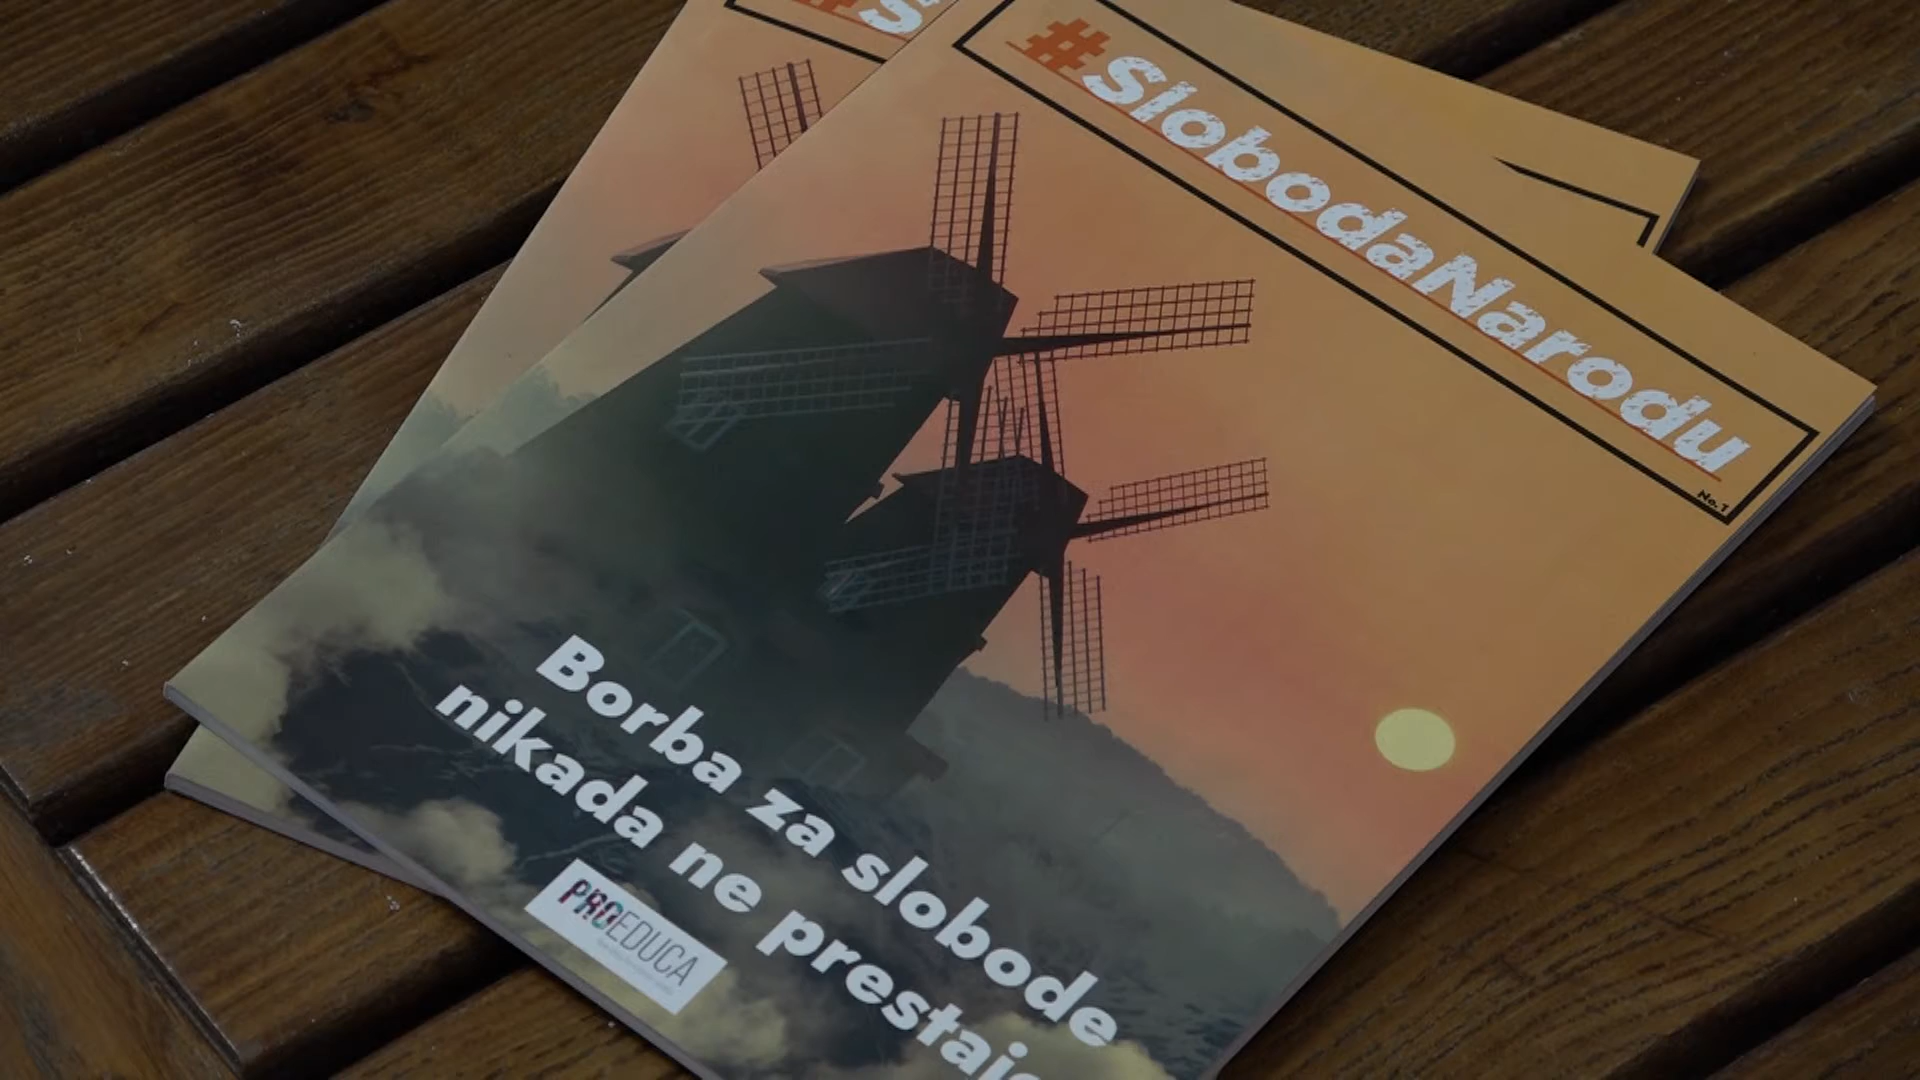 #S
#SlobodaNarodu
No. 1
Borba za slobode
nikada ne prestaje
PROEDUCA